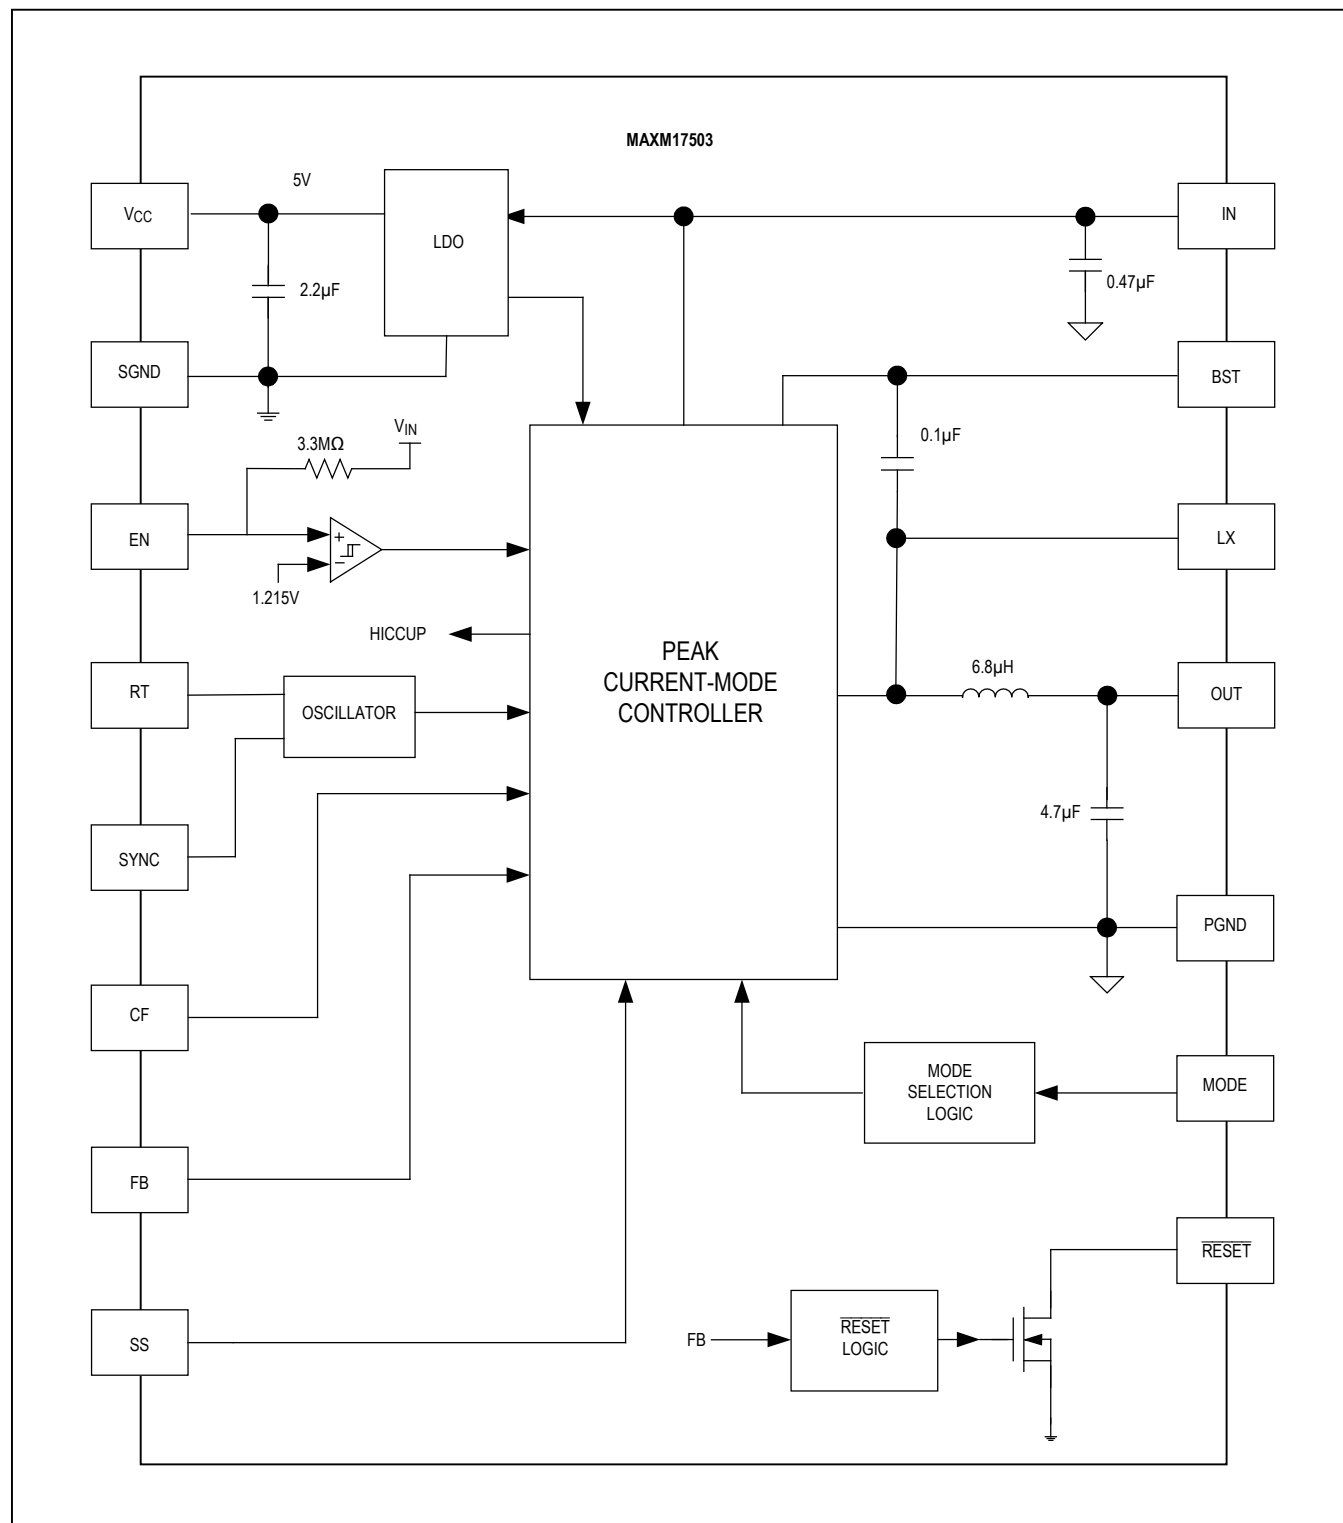 MAXM17503
VCC
5V
LDO
IN
2.2µF
0.47µF
SGND
BST
VIN
3.3MΩ
0.1µF
EN
+
−
1.215V
LX
HICCUP
PEAK
CURRENT-MODE
CONTROLLER
RT
OSCILLATOR
6.8µH
OUT
4.7µF
SYNC
PGND
CF
MODE
SELECTION
LOGIC
MODE
FB
RESET
SS
FB
RESET
LOGIC